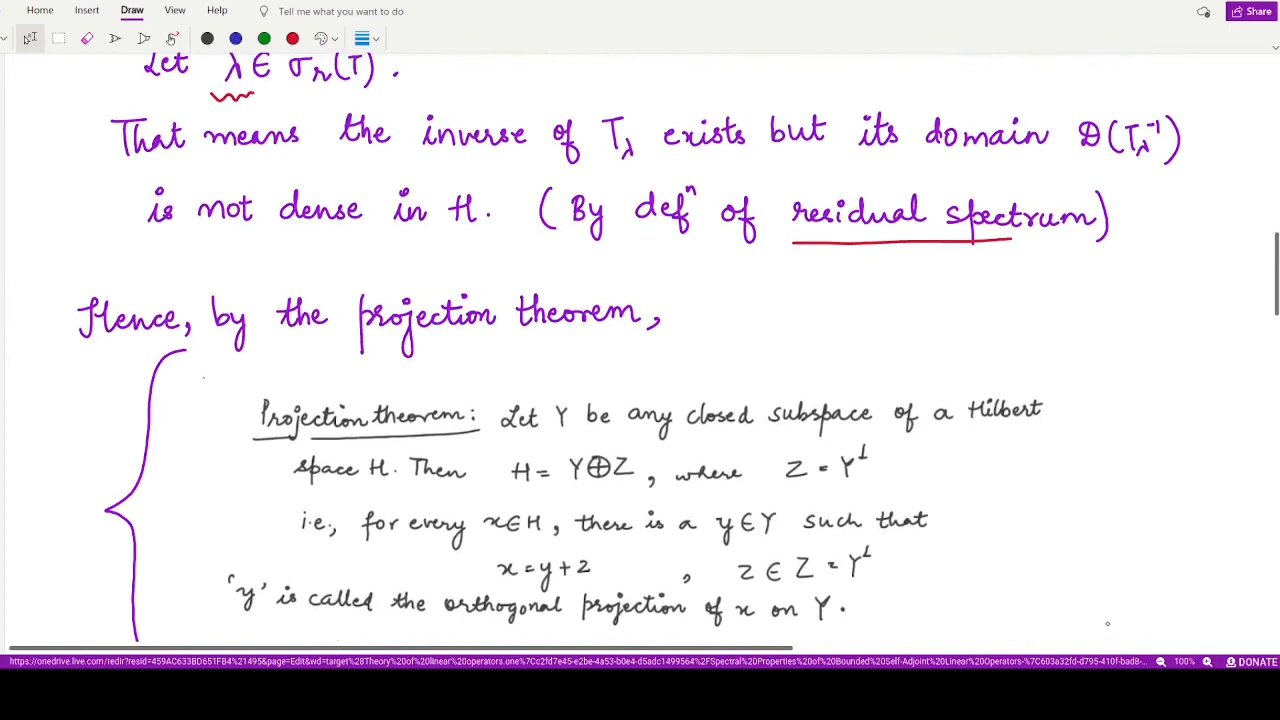 Home Insert Draw View Help Tell me what you want to do
Share
Let λ ∈ σr(T).
That means the inverse of Tλ exists but its domain D(Tλ⁻¹)
is not dense in H. (By defⁿ of residual spectrum)
Hence, by the projection theorem,
Projection theorem: Let Y be any closed subspace of a Hilbert
space H. Then H = Y⊕Z, where Z = Y⊥
i.e., for every x∈H, there is a y∈Y such that
x = y + z , z ∈ Z = Y⊥
'y' is called the orthogonal projection of x on Y.
100% DONATE